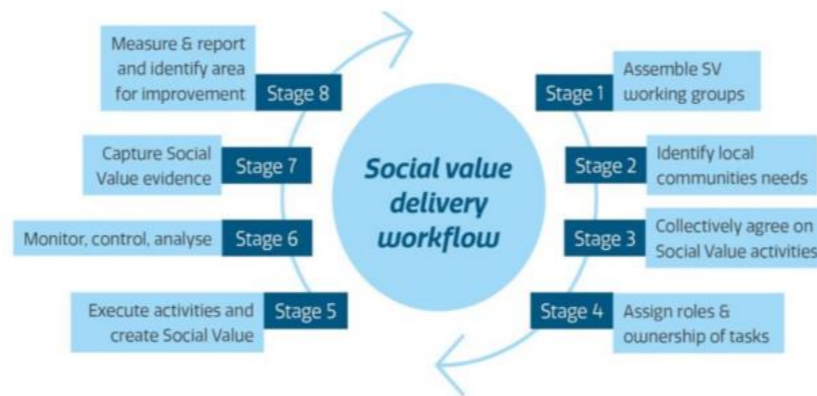 Social value
delivery
workflow
Stage 1
Assemble SV
working groups
Stage 2
Identify local
communities needs
Stage 3
Collectively agree on
Social Value activities
Stage 4
Assign roles &
ownership of tasks
Stage 5
Execute activities and
create Social Value
Stage 6
Monitor, control, analyse
Stage 7
Capture Social
Value evidence
Stage 8
Measure & report
and identify area
for improvement